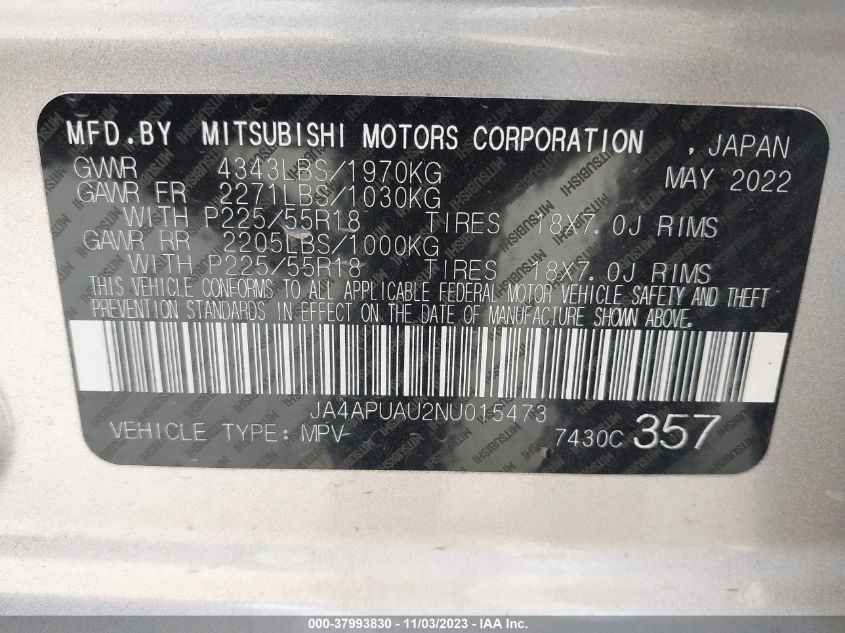 MFD.BY MITSUBISHI MOTORS CORPORATION , JAPAN
GWWR 4343LBS/1970KG MAY 2022
GAWR FR 2271LBS/1030KG
WITH P225/55R18 TIRES 18X7.0J RIMS
GAWR RR 2205LBS/1000KG
WITH P225/55R18 TIRES 18X7.0J RIMS
THIS VEHICLE CONFORMS TO ALL APPLICABLE FEDERAL MOTOR VEHICLE SAFETY AND THEFT
PREVENTION STANDARDS IN EFFECT ON THE DATE OF MANUFACTURE SHOWN ABOVE.
JA4APUAU2NU015473
VEHICLE TYPE: MPV 7430C 357
000-37993830 - 11/03/2023 - IAA Inc.